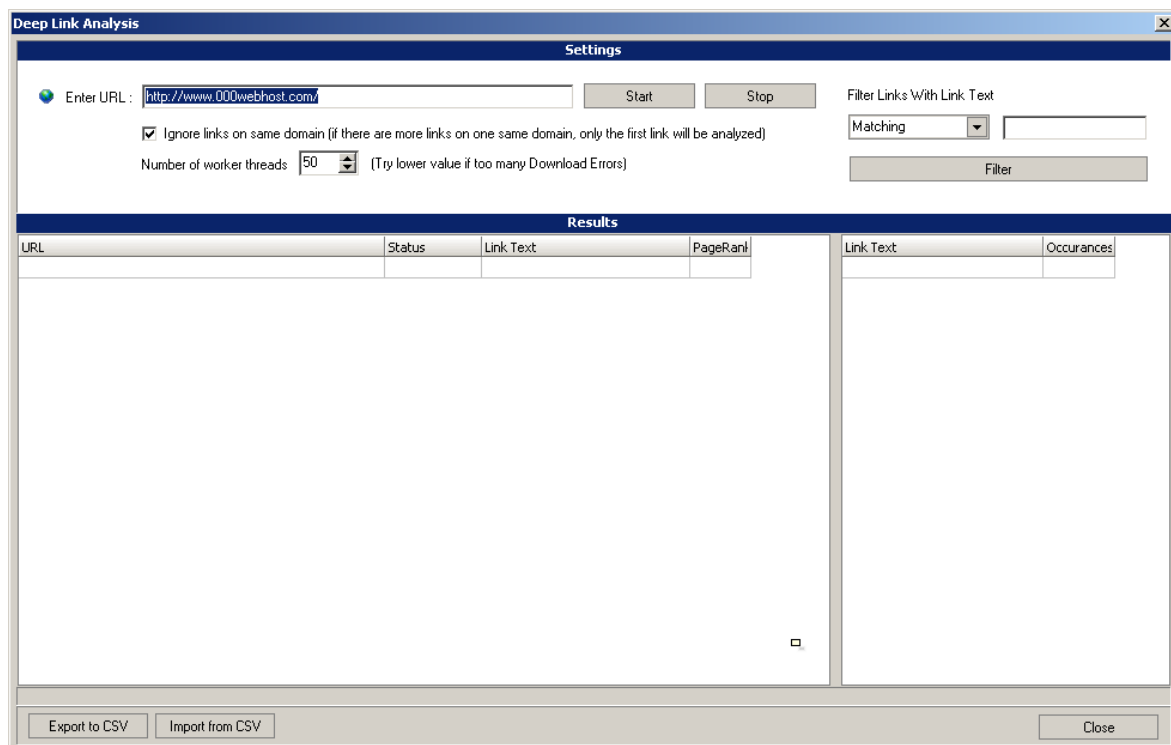 Deep Link Analysis
Settings
Enter URL : http://www.000webhost.com/ Start Stop
Filter Links With Link Text
Ignore links on same domain (if there are more links on one same domain, only the first link will be analyzed)
Matching
Number of worker threads 50 (Try lower value if too many Download Errors)
Filter
Results
URL Status Link Text PageRank
Link Text Occurances
Export to CSV Import from CSV Close